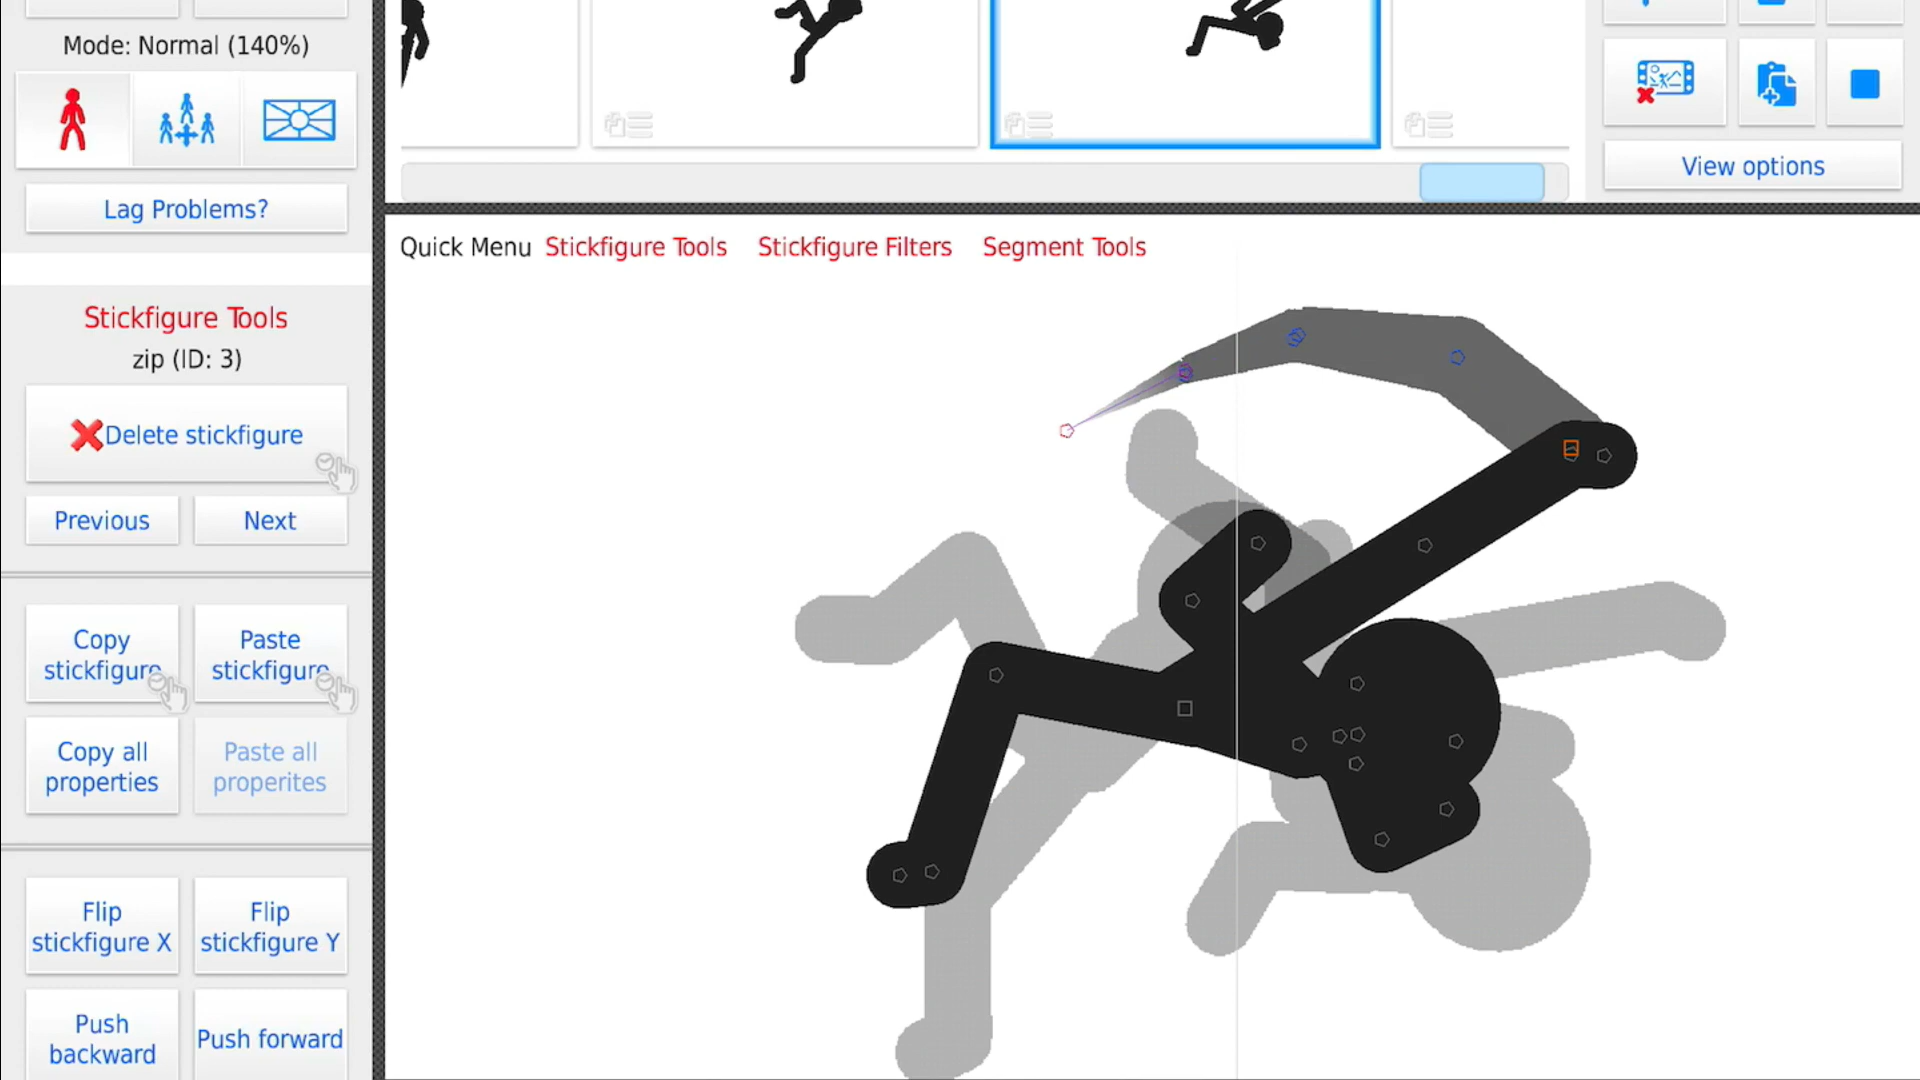 Mode: Normal (140%)
Lag Problems?
View options
Quick Menu Stickfigure Tools Stickfigure Filters Segment Tools
Stickfigure Tools
zip (ID: 3)
Delete stickfigure
Previous Next
Copy
stickfigure
Paste
stickfigure
Copy all
properties
Paste all
properites
Flip
stickfigure X
Flip
stickfigure Y
Push
backward
Push forward